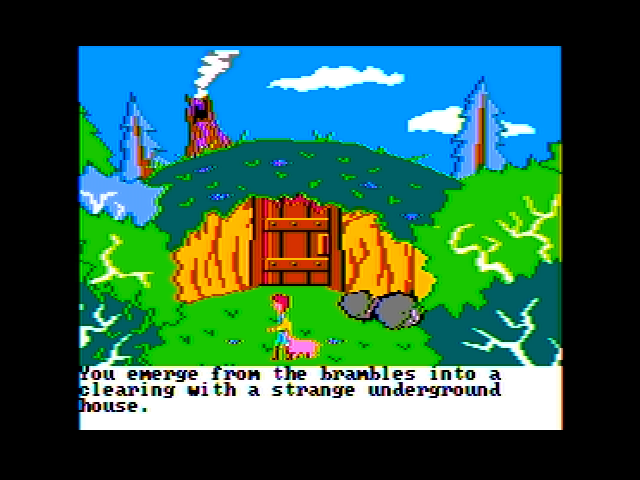 You emerge from the brambles into a
clearing with a strange underground
house.